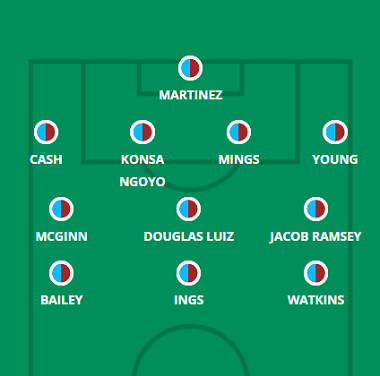 MARTINEZ
CASH KONSA MINGS YOUNG
NGOYO
MCGINN DOUGLAS LUIZ JACOB RAMSEY
BAILEY INGS WATKINS